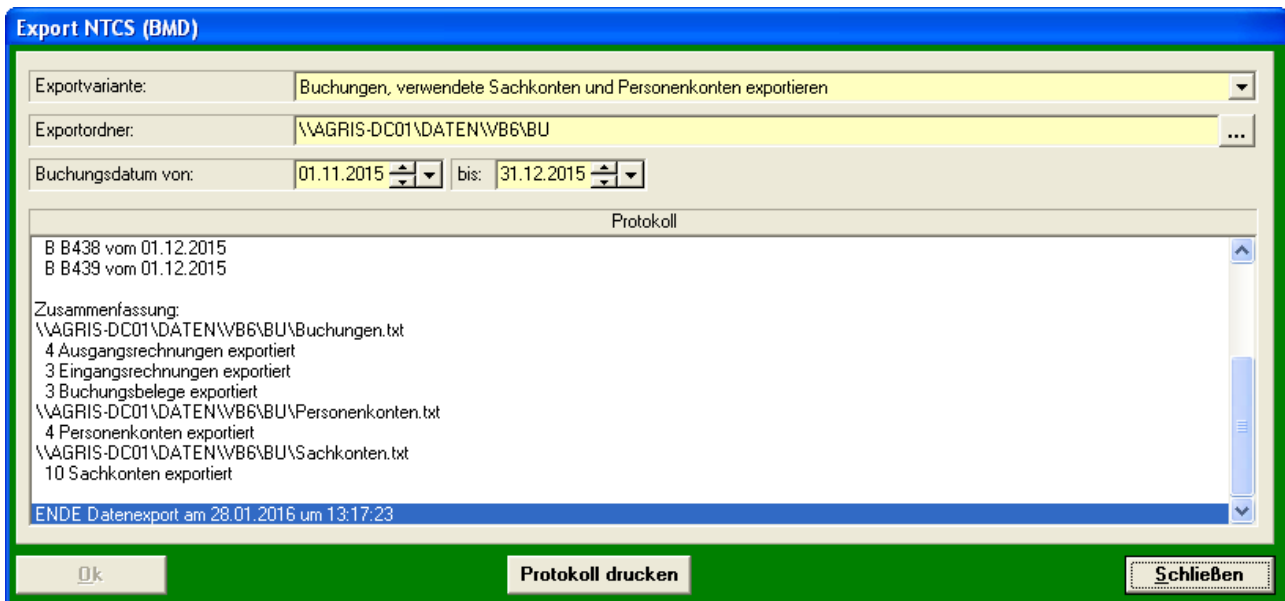 Export NTCS (BMD)
Exportvariante: Buchungen, verwendete Sachkonten und Personenkonten exportieren
Exportordner: \\AGRIS-DC01\DATEN\VB6\BU ...
Buchungsdatum von: 01.11.2015 bis: 31.12.2015
Protokoll
B B438 vom 01.12.2015
B B439 vom 01.12.2015
Zusammenfassung:
\\AGRIS-DC01\DATEN\VB6\BU\Buchungen.txt
4 Ausgangsrechnungen exportiert
3 Eingangsrechnungen exportiert
3 Buchungsbelege exportiert
\\AGRIS-DC01\DATEN\VB6\BU\Personenkonten.txt
4 Personenkonten exportiert
\\AGRIS-DC01\DATEN\VB6\BU\Sachkonten.txt
10 Sachkonten exportiert
ENDE Datenexport am 28.01.2016 um 13:17:23
Ok Protokoll drucken Schließen